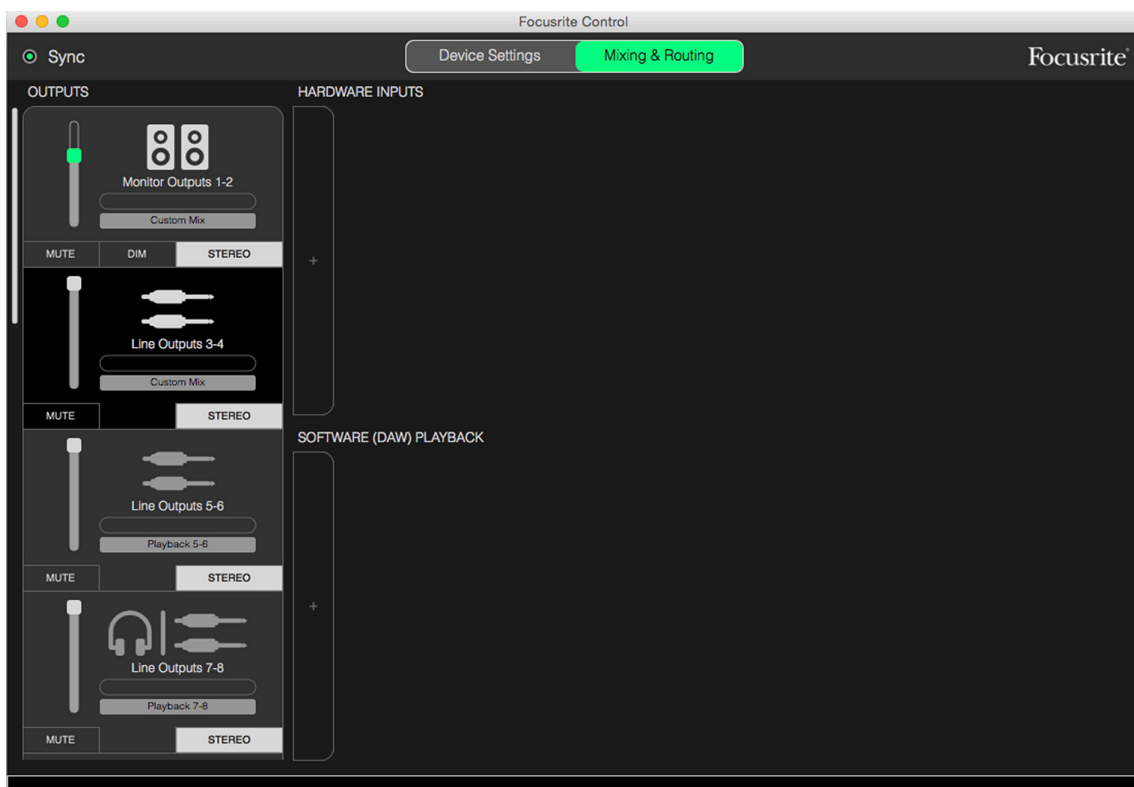 Focusrite Control
Sync
Device Settings
Mixing & Routing
Focusrite
OUTPUTS
Monitor Outputs 1-2
Custom Mix
MUTE DIM STEREO
Line Outputs 3-4
Custom Mix
MUTE STEREO
Line Outputs 5-6
Playback 5-6
MUTE STEREO
Line Outputs 7-8
Playback 7-8
MUTE STEREO
HARDWARE INPUTS
+
SOFTWARE (DAW) PLAYBACK
+